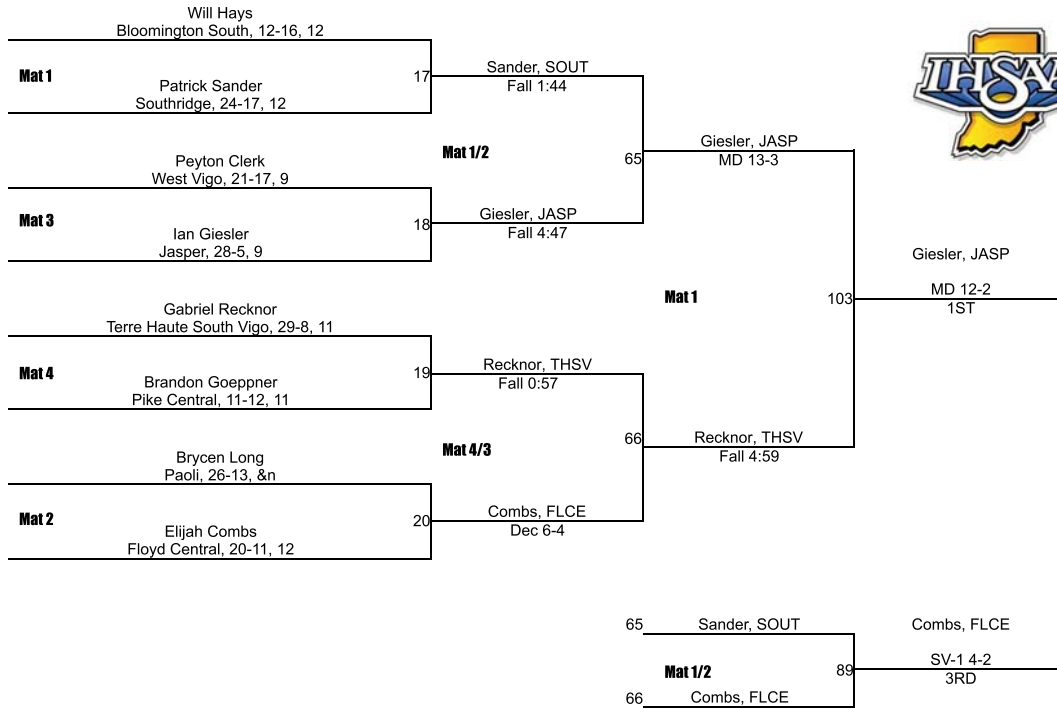 Will Hays
Bloomington South, 12-16, 12
Mat 1
17
Patrick Sander
Southridge, 24-17, 12
Sander, SOUT
Fall 1:44
Mat 1/2
65
Peyton Clerk
West Vigo, 21-17, 9
Mat 3
18
Ian Giesler
Jasper, 28-5, 9
Giesler, JASP
Fall 4:47
Giesler, JASP
MD 13-3
Gabriel Recknor
Terre Haute South Vigo, 29-8, 11
Mat 4
19
Brandon Goeppner
Pike Central, 11-12, 11
Recknor, THSV
Fall 0:57
Mat 4/3
66
Brycen Long
Paoli, 26-13, &n
Mat 2
20
Elijah Combs
Floyd Central, 20-11, 12
Combs, FLCE
Dec 6-4
Recknor, THSV
Fall 4:59
Mat 1
103
Giesler, JASP
MD 12-2
1ST
IHSAA
65
Sander, SOUT
Mat 1/2
89
66
Combs, FLCE
Combs, FLCE
SV-1 4-2
3RD